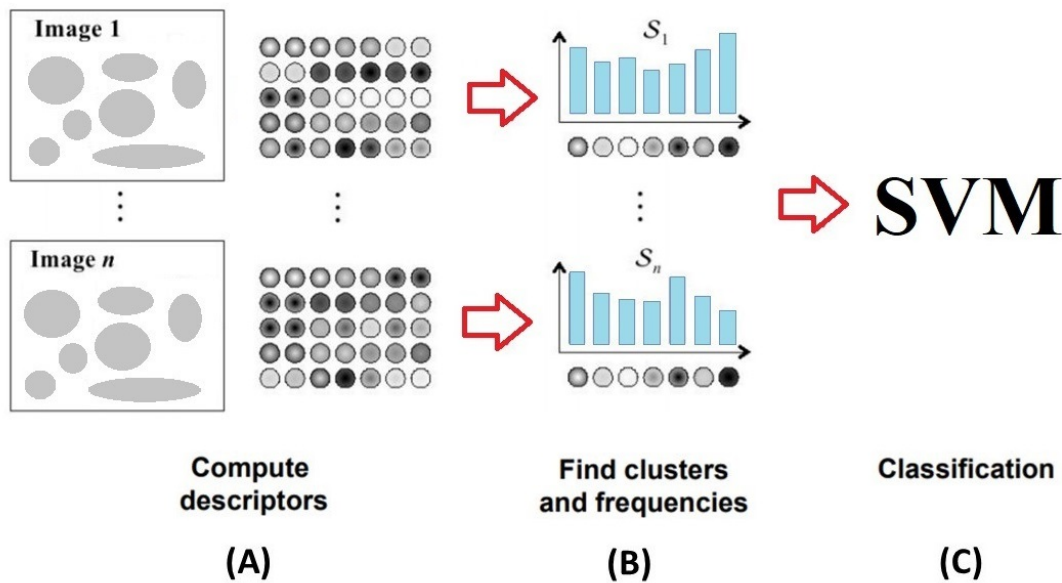 Image 1
S1
SVM
Image n
Sn
Compute
descriptors
Find clusters
and frequencies
Classification
(A)
(B)
(C)